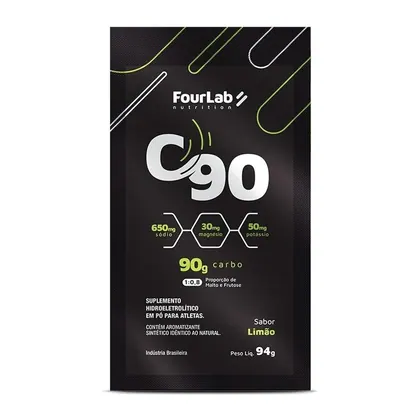 FourLab
nutrition
C90
650mg
sódio
30mg
magnésio
50mg
potássio
90g carbo
1:0,8 Proporção de
Malto e Frutose
SUPLEMENTO
HIDROELETROLÍTICO
EM PÓ PARA ATLETAS.
CONTÉM AROMATIZANTE
SINTÉTICO IDÊNTICO AO NATURAL.
Indústria Brasileira
Sabor
Limão
Peso Liq. 94g